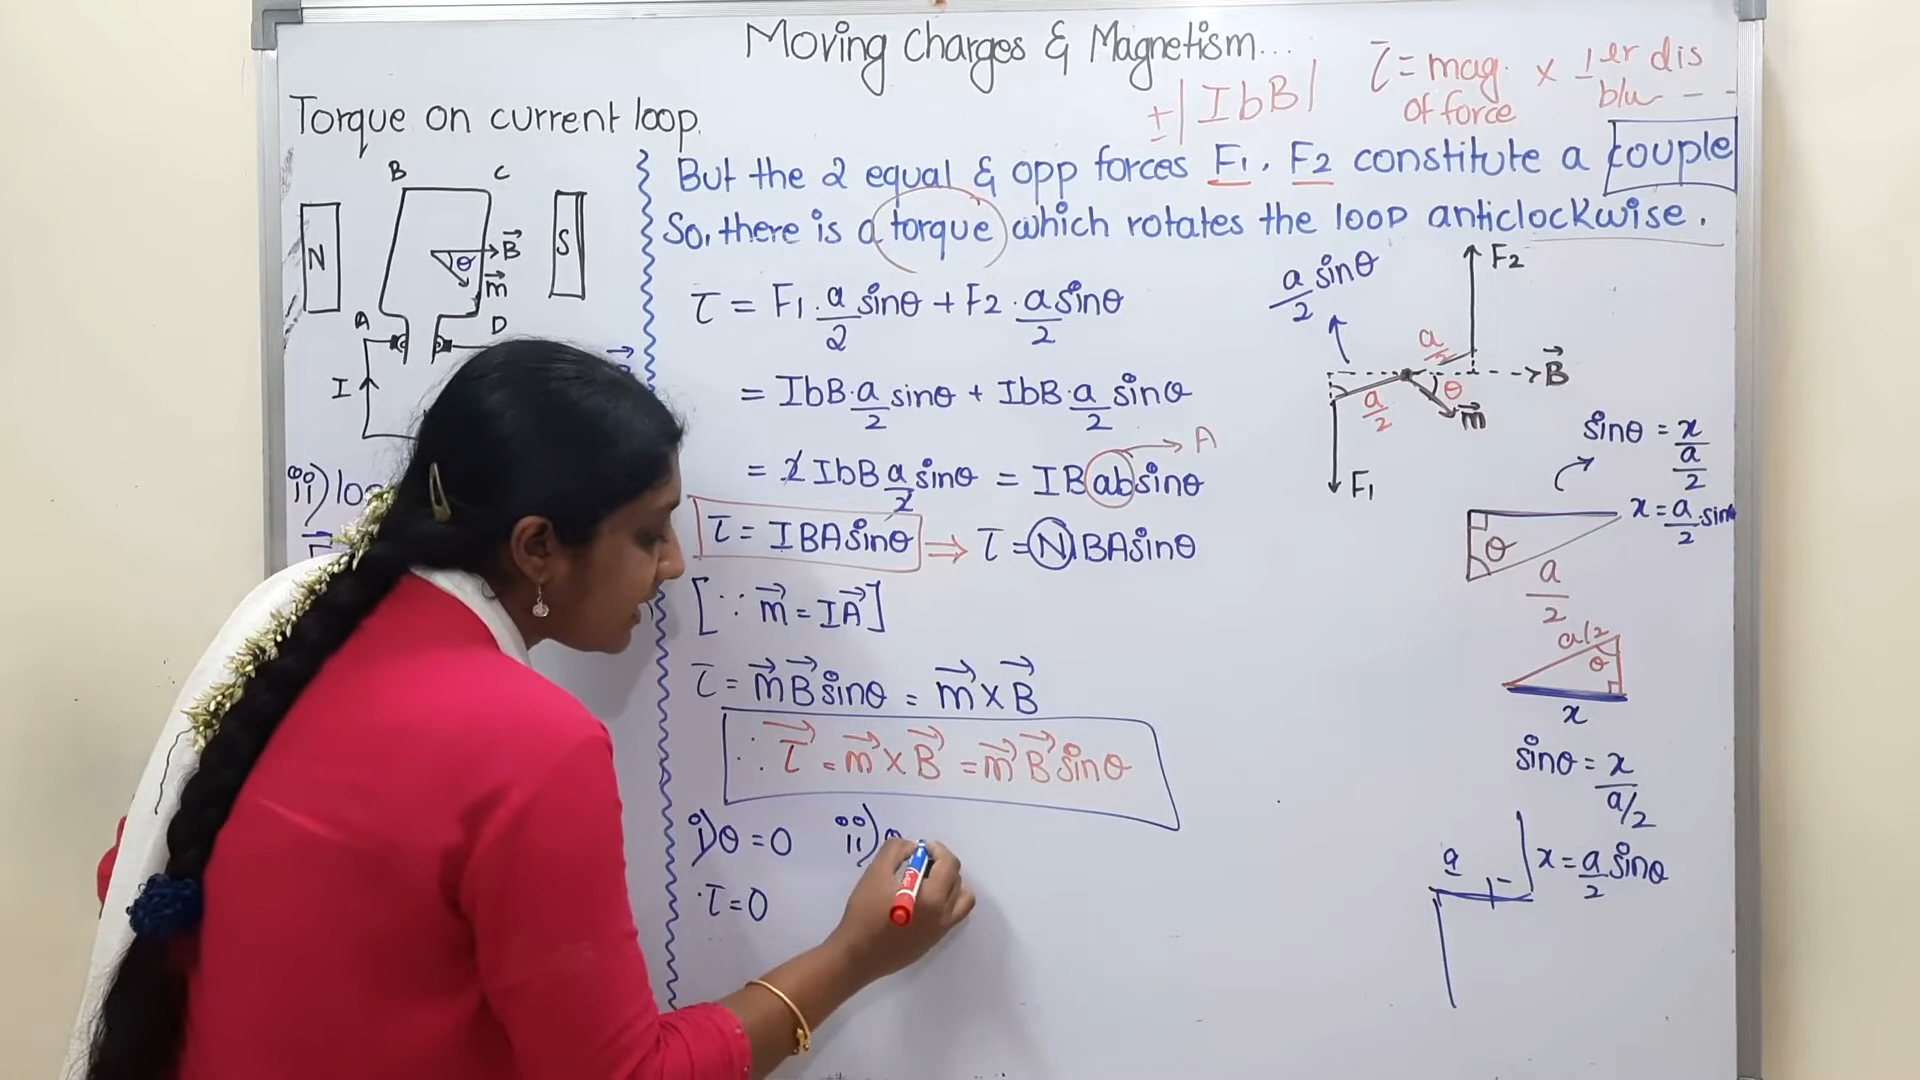 Moving Charges & Magnetism...
Torque on current loop.
±|IbB|
τ = mag. of force × ⊥er dis
B C
N S
θ B⃗
m⃗
A D
I
ii) loo
But the 2 equal & opp forces F1, F2 constitute a couple
So, there is a torque which rotates the loop anticlockwise.
τ = F1 · a/2 sinθ + F2 · a/2 sinθ
= IbB · a/2 sinθ + IbB · a/2 sinθ
= 2 IbB a/2 sinθ = IB ab sinθ → A
τ = IBA sinθ ⇒ τ = N BA sinθ
[∵ m⃗ = IA⃗]
τ = m⃗ B⃗ sinθ = m⃗ × B⃗
∴ τ⃗ = m⃗ × B⃗ = m⃗ B⃗ sinθ
i) θ = 0 ii)
τ = 0
a/2 sinθ
F2
a/2
B⃗
θ
a/2
m⃗
F1
sinθ = x/(a/2)
x = a/2 · sinθ
θ
a/2
a/2
θ
x
sinθ = x/(a/2)
a
x = a/2 sinθ